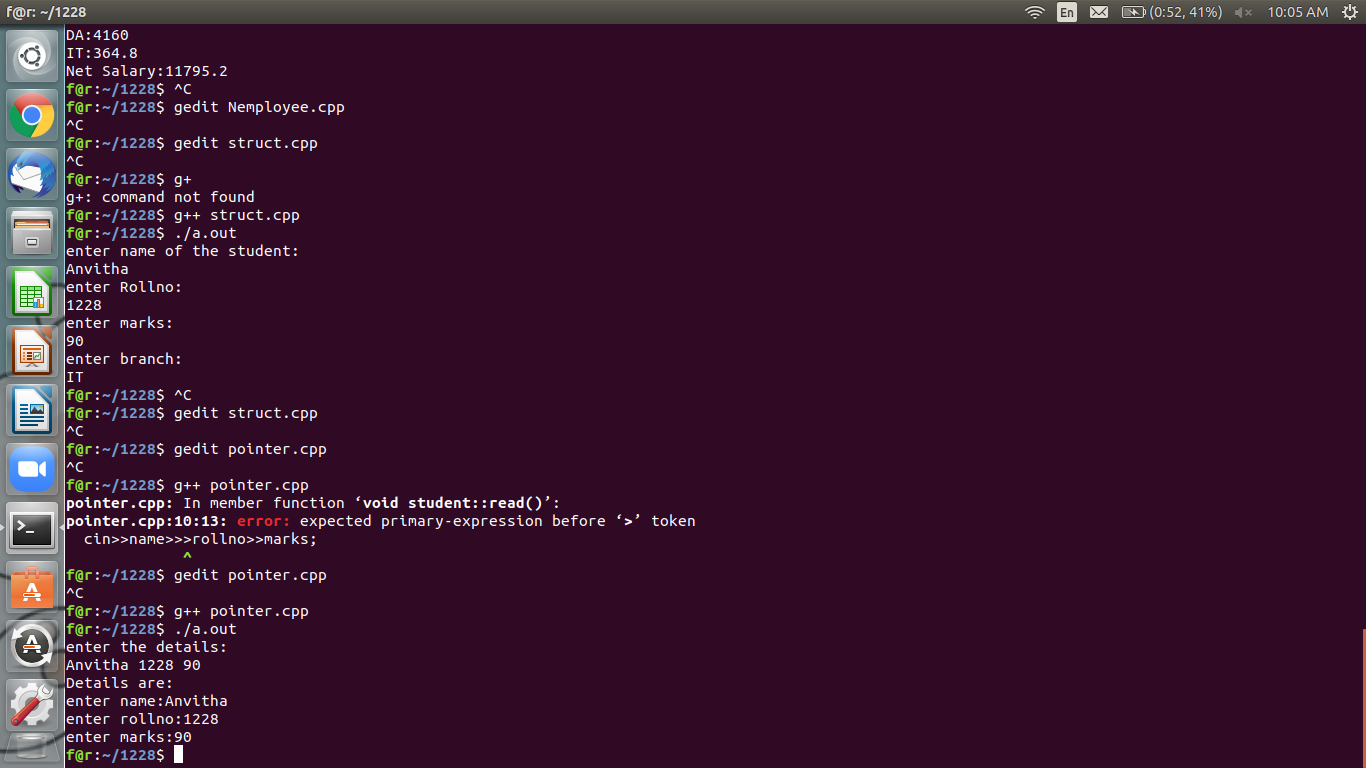 f@r: ~/1228
En
(0:52, 41%)
10:05 AM
DA:4160
IT:364.8
Net Salary:11795.2
f@r:~/1228$ ^C
f@r:~/1228$ gedit Nemployee.cpp
^C
f@r:~/1228$ gedit struct.cpp
^C
f@r:~/1228$ g+
g+: command not found
f@r:~/1228$ g++ struct.cpp
f@r:~/1228$ ./a.out
enter name of the student:
Anvitha
enter Rollno:
1228
enter marks:
90
enter branch:
IT
f@r:~/1228$ ^C
f@r:~/1228$ gedit struct.cpp
^C
f@r:~/1228$ gedit pointer.cpp
^C
f@r:~/1228$ g++ pointer.cpp
pointer.cpp: In member function ‘void student::read()’:
pointer.cpp:10:13: error: expected primary-expression before ‘>’ token
  cin>>name>>>rollno>>marks;
             ^
f@r:~/1228$ gedit pointer.cpp
^C
f@r:~/1228$ g++ pointer.cpp
f@r:~/1228$ ./a.out
enter the details:
Anvitha 1228 90
Details are:
enter name:Anvitha
enter rollno:1228
enter marks:90
f@r:~/1228$